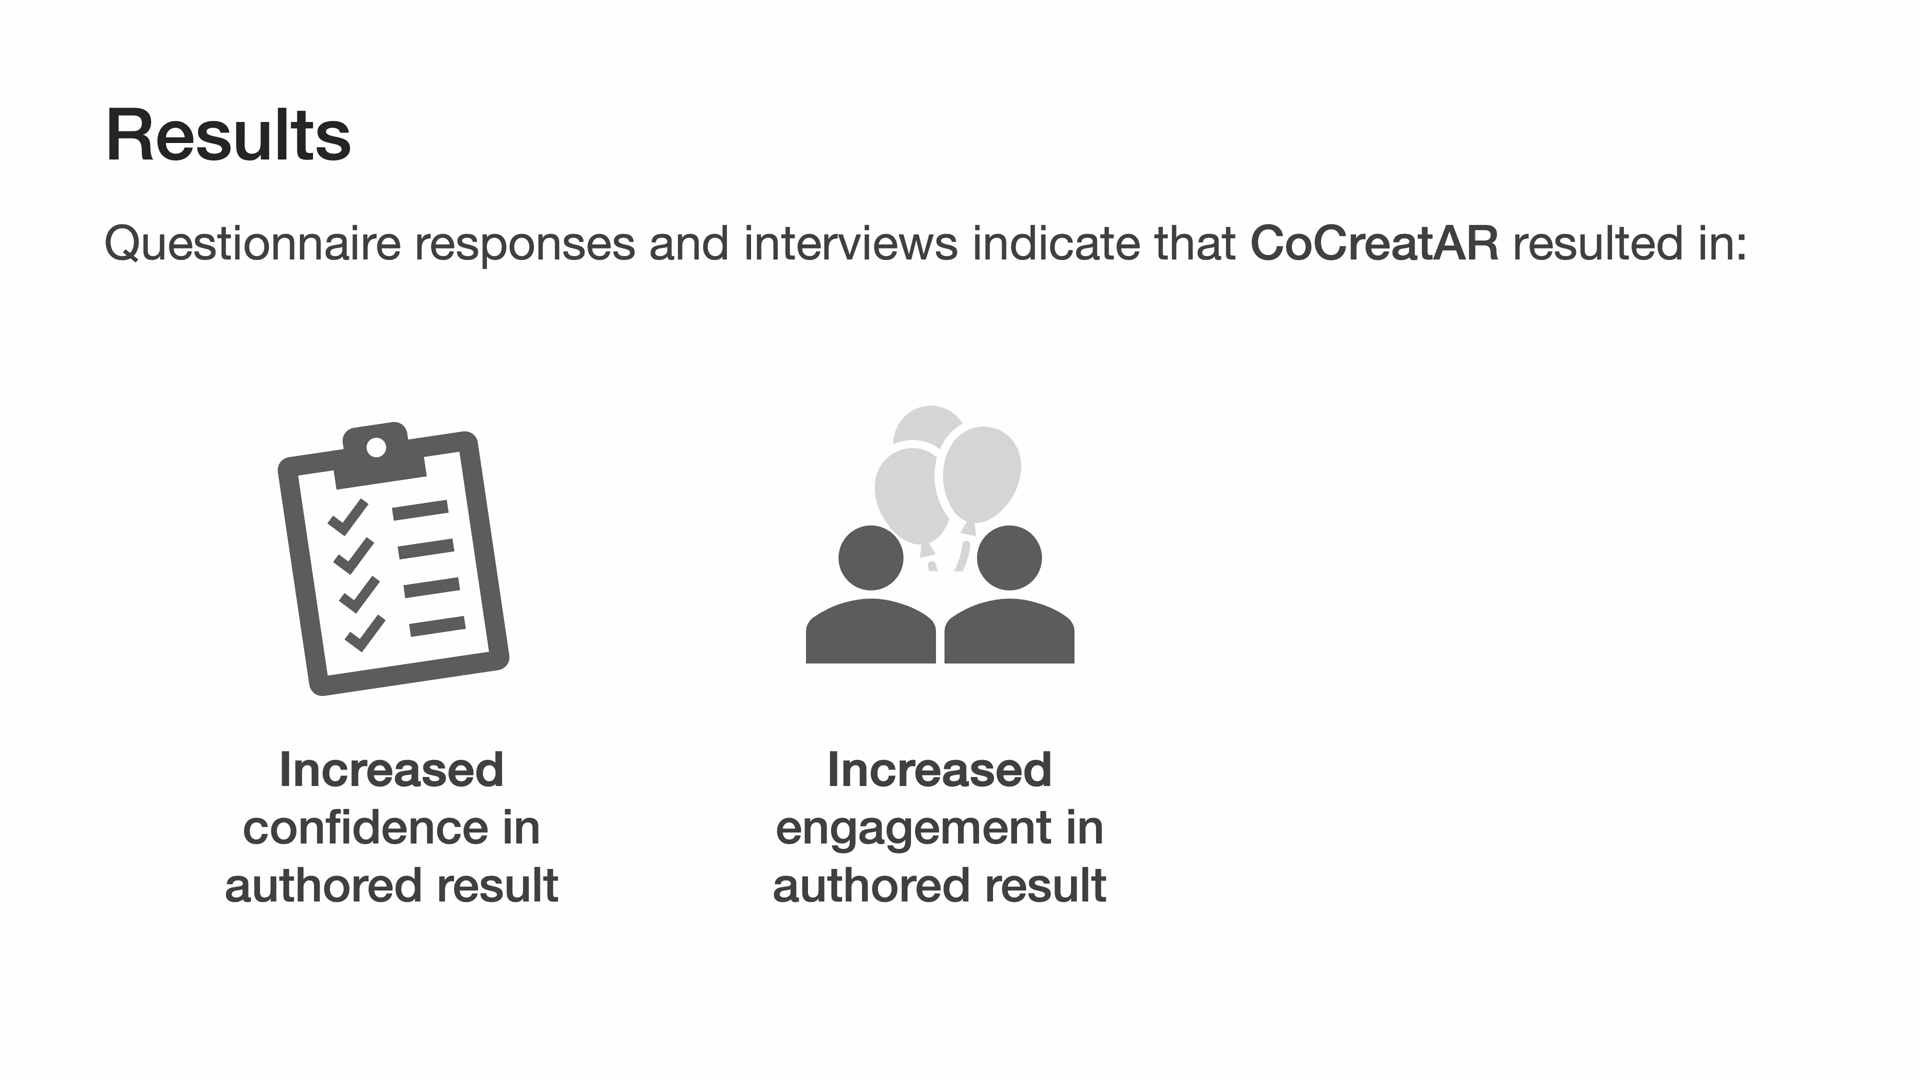 Results
Questionnaire responses and interviews indicate that CoCreatAR resulted in:
Increased
confidence in
authored result
Increased
engagement in
authored result